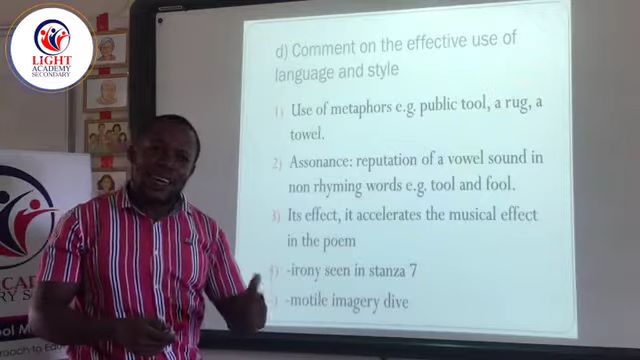 LIGHT
ACADEMY
SECONDARY
d) Comment on the effective use of
language and style
1) Use of metaphors e.g. public tool, a rug, a
towel.
2) Assonance: reputation of a vowel sound in
non rhyming words e.g. tool and fool.
3) Its effect, it accelerates the musical effect
in the poem
4) -irony seen in stanza 7
) -motile imagery dive